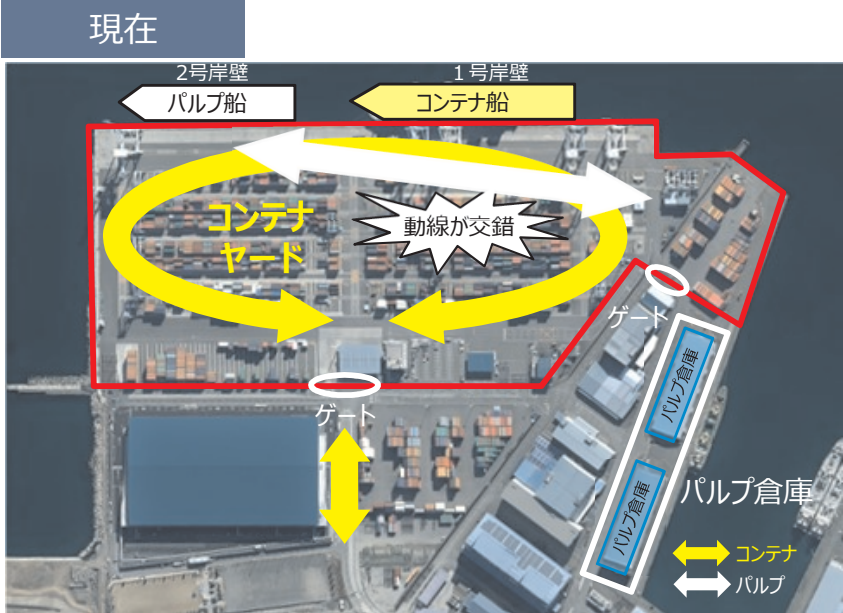 現在
2号岸壁
1号岸壁
パルプ船
コンテナ船
コンテナ
ヤード
動線が交錯
ゲート
ゲート
パルプ倉庫
パルプ倉庫
パルプ倉庫
コンテナ
パルプ